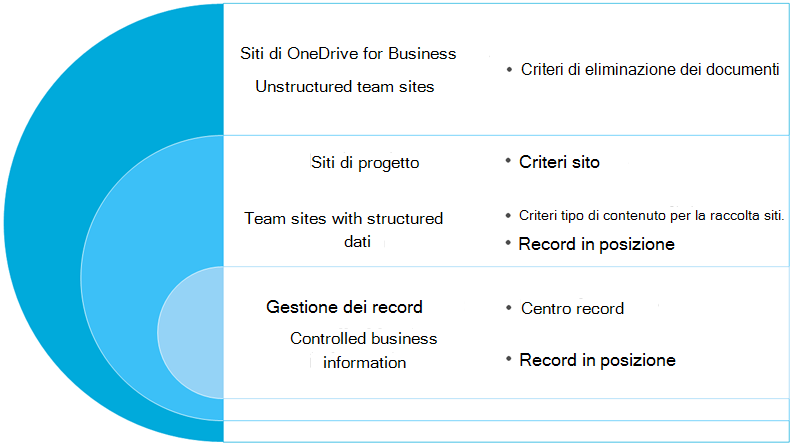 Siti di OneDrive for Business
Unstructured team sites
• Criteri di eliminazione dei documenti
Siti di progetto
• Criteri sito
Team sites with structured
dati
• Criteri tipo di contenuto per la raccolta siti.
• Record in posizione
Gestione dei record
• Centro record
Controlled business
information
• Record in posizione